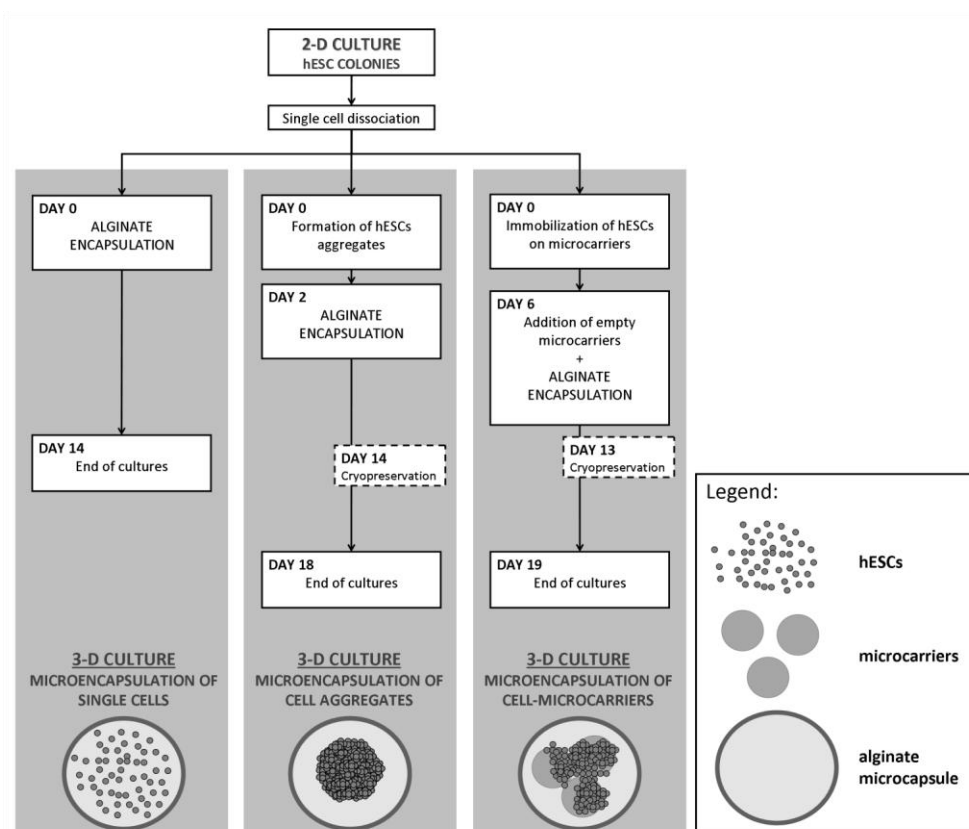 2-D CULTURE
hESC COLONIES
Single cell dissociation
DAY 0
ALGINATE
ENCAPSULATION
DAY 14
End of cultures
3-D CULTURE
MICROENCAPSULATION OF
SINGLE CELLS
DAY 0
Formation of hESCs
aggregates
DAY 2
ALGINATE
ENCAPSULATION
DAY 14
Cryopreservation
DAY 18
End of cultures
3-D CULTURE
MICROENCAPSULATION OF
CELL AGGREGATES
DAY 0
Immobilization of hESCs
on microcarriers
DAY 6
Addition of empty
microcarriers
+
ALGINATE
ENCAPSULATION
DAY 13
Cryopreservation
DAY 19
End of cultures
3-D CULTURE
MICROENCAPSULATION OF
CELL-MICROCARRIERS
Legend:
hESCs
microcarriers
alginate
microcapsule